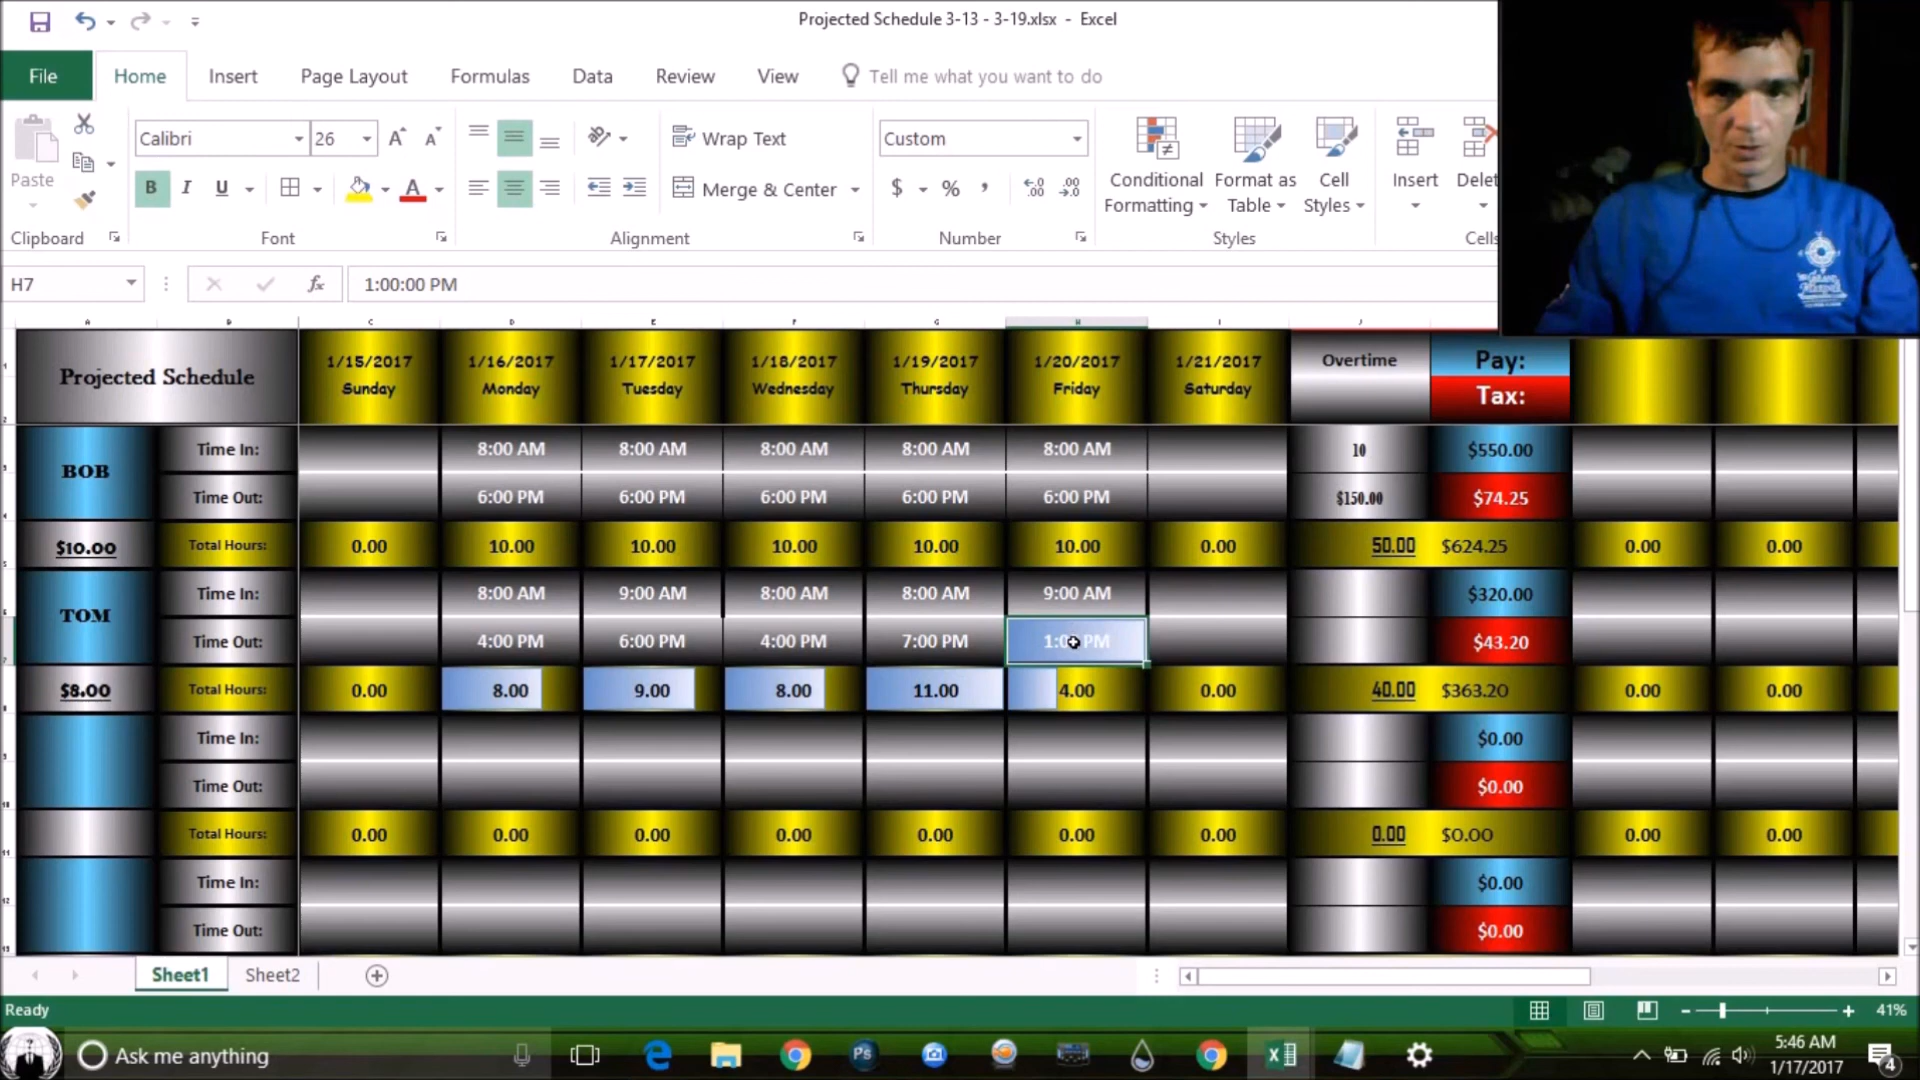 Projected Schedule 3-13 - 3-19.xlsx - Excel
File Home Insert Page Layout Formulas Data Review View Tell me what you want to do
Paste Calibri 26 Wrap Text Custom Conditional Formatting Format as Table Cell Styles Insert Delet
B I U A Merge & Center $ % ,
Clipboard Font Alignment Number Styles Cells
H7 fx 1:00:00 PM
A B C D E F G H I J
Projected Schedule 1/15/2017 Sunday 1/16/2017 Monday 1/17/2017 Tuesday 1/18/2017 Wednesday 1/19/2017 Thursday 1/20/2017 Friday 1/21/2017 Saturday Overtime Pay: Tax:
BOB Time In: 8:00 AM 8:00 AM 8:00 AM 8:00 AM 8:00 AM 10 $550.00
Time Out: 6:00 PM 6:00 PM 6:00 PM 6:00 PM 6:00 PM $150.00 $74.25
$10.00 Total Hours: 0.00 10.00 10.00 10.00 10.00 10.00 0.00 50.00 $624.25 0.00 0.00
TOM Time In: 8:00 AM 9:00 AM 8:00 AM 8:00 AM 9:00 AM $320.00
Time Out: 4:00 PM 6:00 PM 4:00 PM 7:00 PM PM $43.20
$8.00 Total Hours: 0.00 8.00 9.00 8.00 11.00 4.00 0.00 40.00 $363.20 0.00 0.00
Time In: $0.00
Time Out: $0.00
Total Hours: 0.00 0.00 0.00 0.00 0.00 0.00 0.00 0.00 $0.00 0.00 0.00
Time In: $0.00
Time Out: $0.00
Sheet1 Sheet2
Ready 41%
Ask me anything 5:46 AM
1/17/2017 4